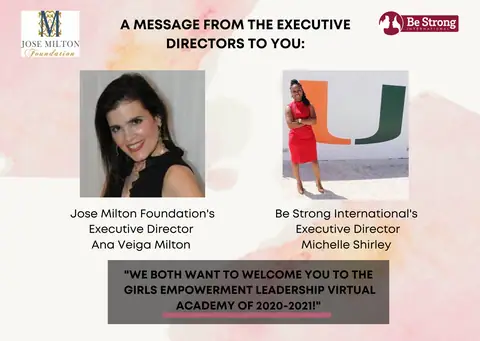 M
JOSE MILTON
Foundation
A MESSAGE FROM THE EXECUTIVE
DIRECTORS TO YOU:
Be Strong
INTERNATIONAL
Jose Milton Foundation's
Executive Director
Ana Veiga Milton
Be Strong International's
Executive Director
Michelle Shirley
"WE BOTH WANT TO WELCOME YOU TO THE
GIRLS EMPOWERMENT LEADERSHIP VIRTUAL
ACADEMY OF 2020-2021!"